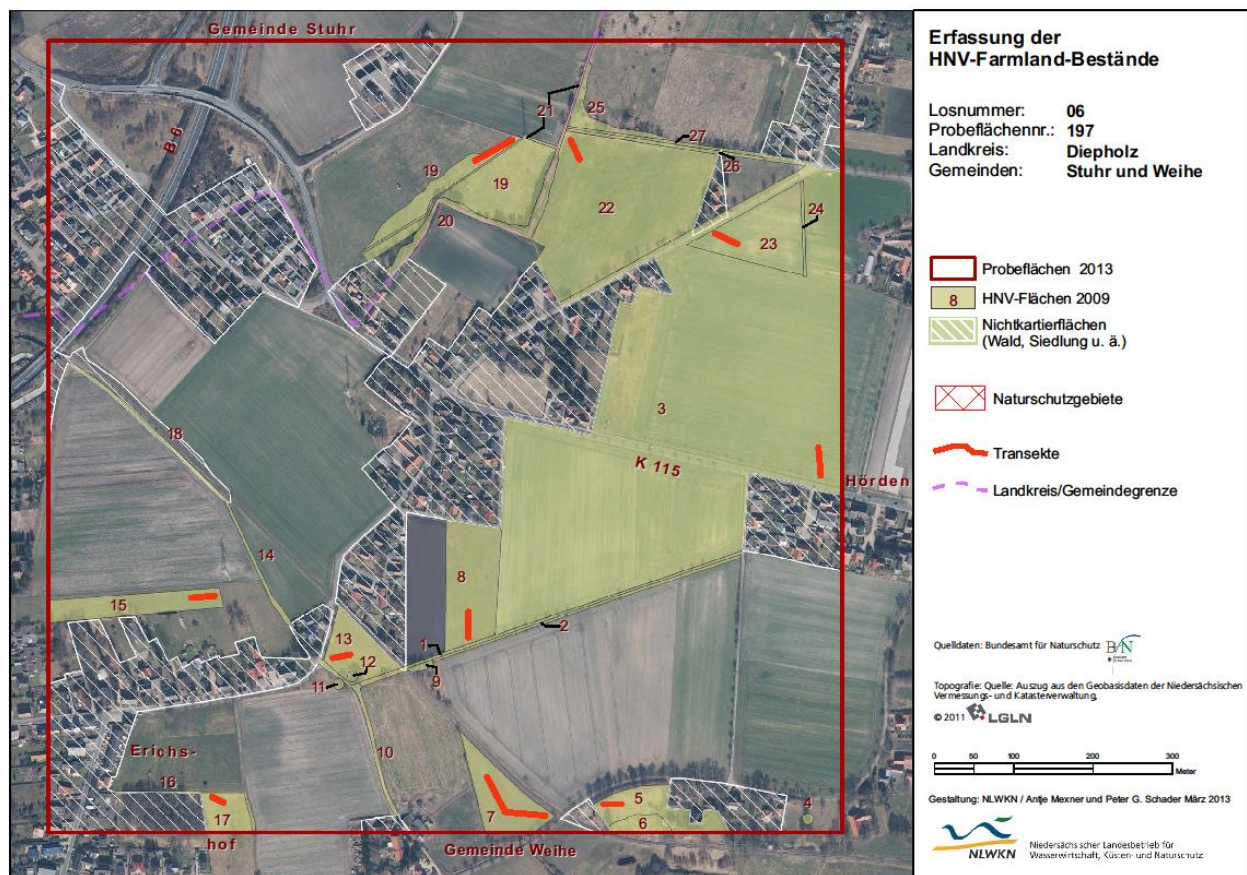 Gemeinde Stuhr
B 6
21
25
27
26
19
19
22
24
20
23
3
18
K 115
Hörden
14
8
15
2
13
1
12
11
9
10
Erichs-
16
5
4
7
6
17
hof
Gemeinde Weihe
Erfassung der
HNV-Farmland-Bestände
Losnummer: 06
Probeflächennr.: 197
Landkreis: Diepholz
Gemeinden: Stuhr und Weihe
Probeflächen 2013
8 HNV-Flächen 2009
Nichtkartierflächen
(Wald, Siedlung u. ä.)
Naturschutzgebiete
Transekte
Landkreis/Gemeindegrenze
Quelldaten: Bundesamt für Naturschutz BfN
Topografie: Quelle: Auszug aus den Geobasisdaten der Niedersächsischen
Vermessungs- und Katasterverwaltung,
© 2011 LGLN
0 50 100 200 300
Meter
Gestaltung: NLWKN / Antje Mexner und Peter G. Schader März 2013
NLWKN
Niedersächsischer Landesbetrieb für
Wasserwirtschaft, Küsten- und Naturschutz